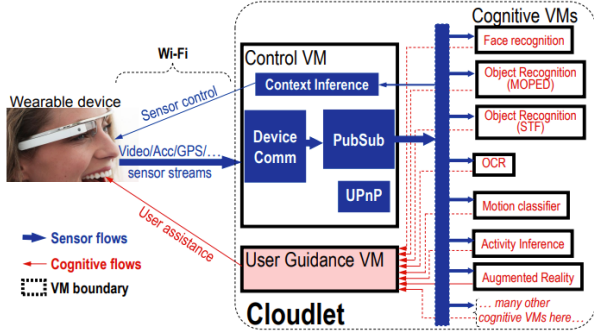 Cognitive VMs
Wi-Fi
Control VM
Face recognition
Context Inference
Object Recognition
(MOPED)
Wearable device
Sensor control
Device
Comm
PubSub
Object Recognition
(STF)
Video/Acc/GPS/…
sensor streams
OCR
UPnP
Motion classifier
User assistance
Sensor flows
Cognitive flows
VM boundary
User Guidance VM
Activity Inference
Augmented Reality
Cloudlet
… many other
cognitive VMs here…